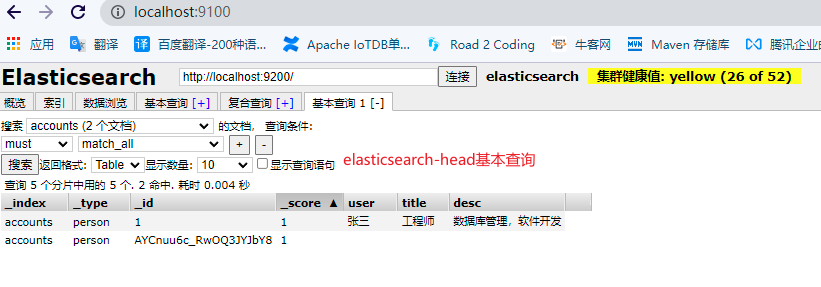 localhost:9100
应用 翻译 百度翻译-200种语... Apache IoTDB单... Road 2 Coding 牛客网 Maven 存储库 腾讯企业的
Elasticsearch http://localhost:9200/ 连接 elasticsearch 集群健康值: yellow (26 of 52)
概览 索引 数据浏览 基本查询 [+] 复合查询 [+] 基本查询 1 [-]
搜索 accounts (2 个文档) 的文档, 查询条件:
must match_all + -
搜索 返回格式: Table 显示数量: 10 显示查询语句 elasticsearch-head基本查询
查询 5 个分片中用的 5 个. 2 命中. 耗时 0.004 秒
_index _type _id _score ▲ user title desc
accounts person 1 1 张三 工程师 数据库管理，软件开发
accounts person AYCnuu6c_RwOQ3JYJbY8 1